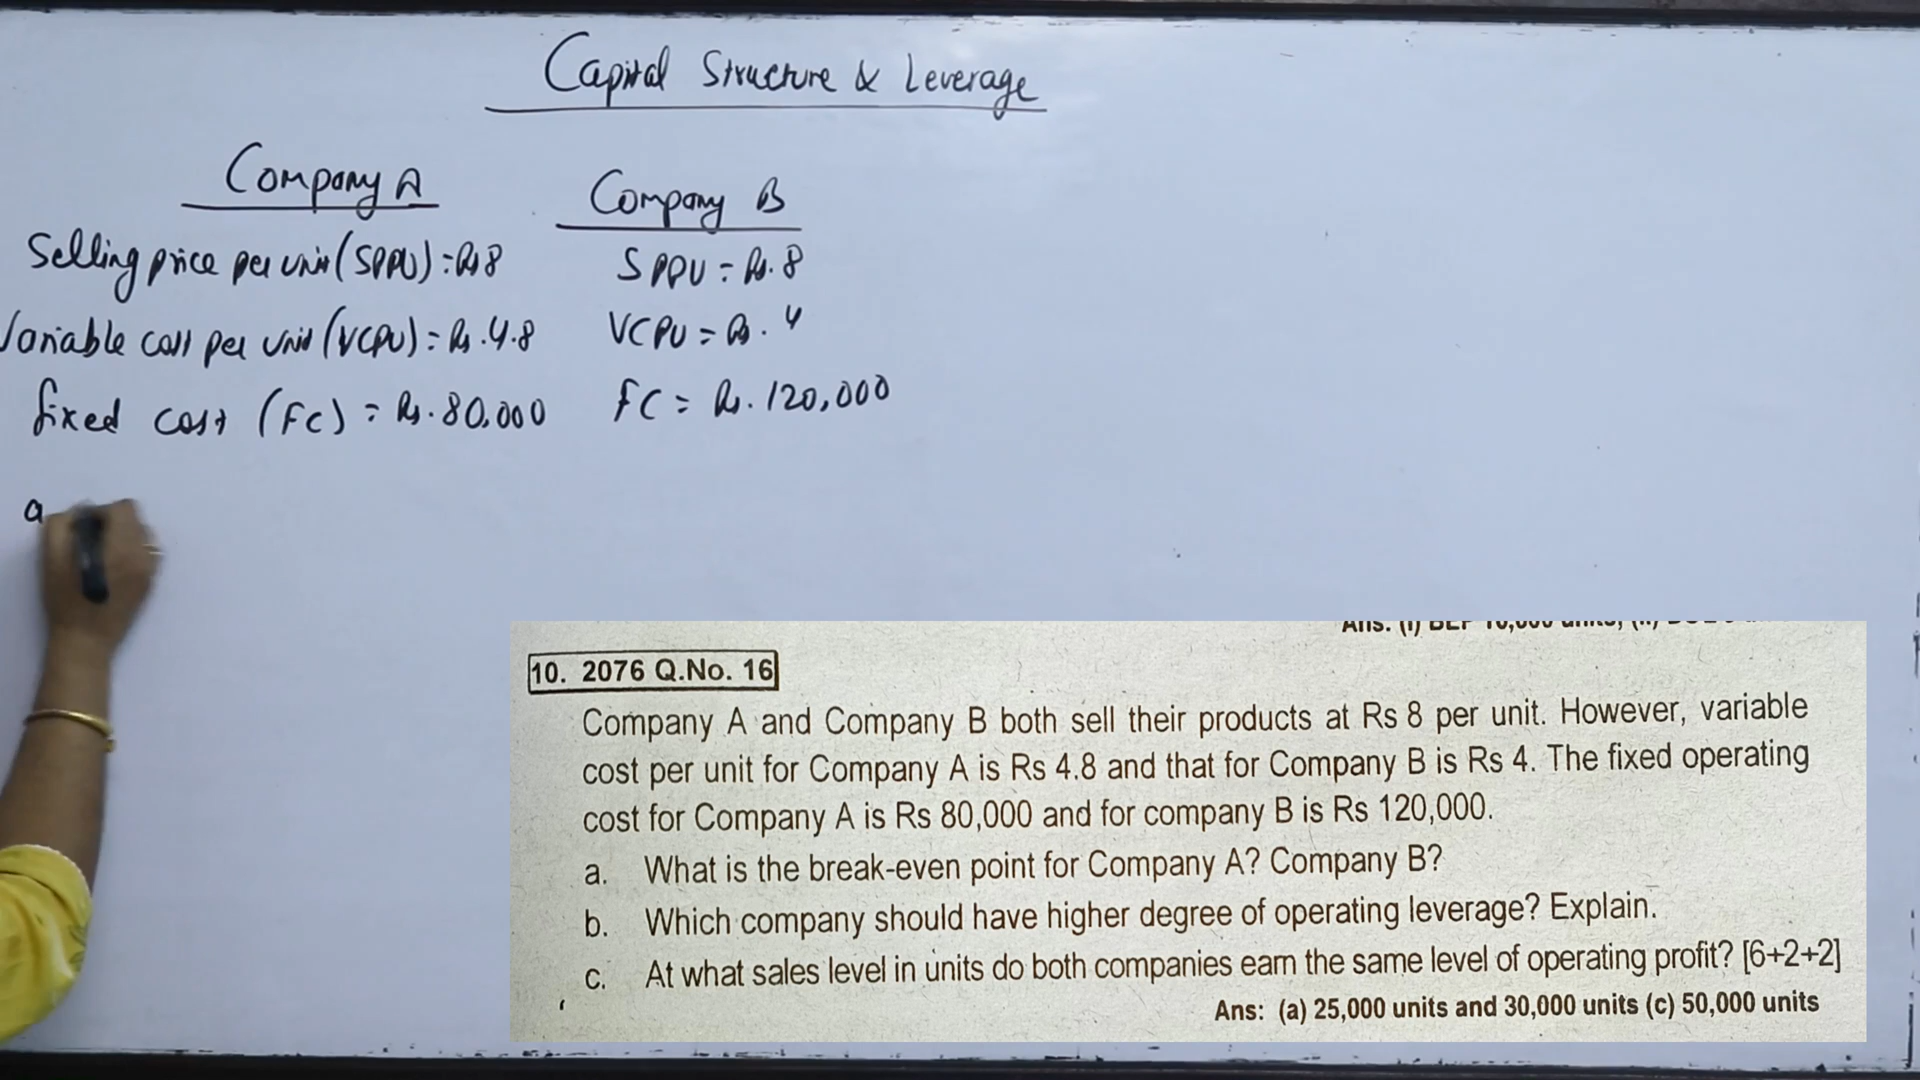 Capital Structure & Leverage
Company A
Selling price per unit (SPPU) = Rs 8
Variable cost per unit (VCPU) = Rs. 4.8
fixed cost (FC) = Rs. 80,000
Company B
SPPU = Rs. 8
VCPU = Rs. 4
FC = Rs. 120,000
a
10. 2076 Q.No. 16
Company A and Company B both sell their products at Rs 8 per unit. However, variable
cost per unit for Company A is Rs 4.8 and that for Company B is Rs 4. The fixed operating
cost for Company A is Rs 80,000 and for company B is Rs 120,000.
a. What is the break-even point for Company A? Company B?
b. Which company should have higher degree of operating leverage? Explain.
c. At what sales level in units do both companies earn the same level of operating profit? [6+2+2]
Ans: (a) 25,000 units and 30,000 units (c) 50,000 units